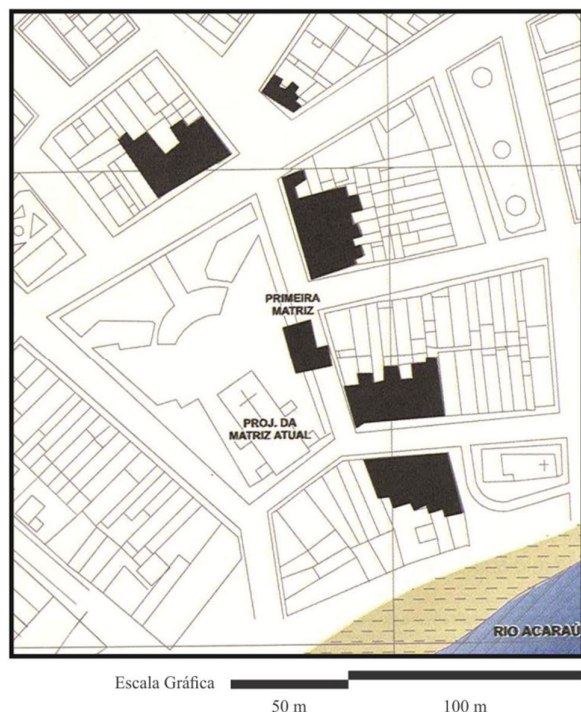 PRIMEIRA
MATRIZ
PROJ. DA
MATRIZ ATUAL
RIO ACARAÚ
Escala Gráfica
50 m
100 m